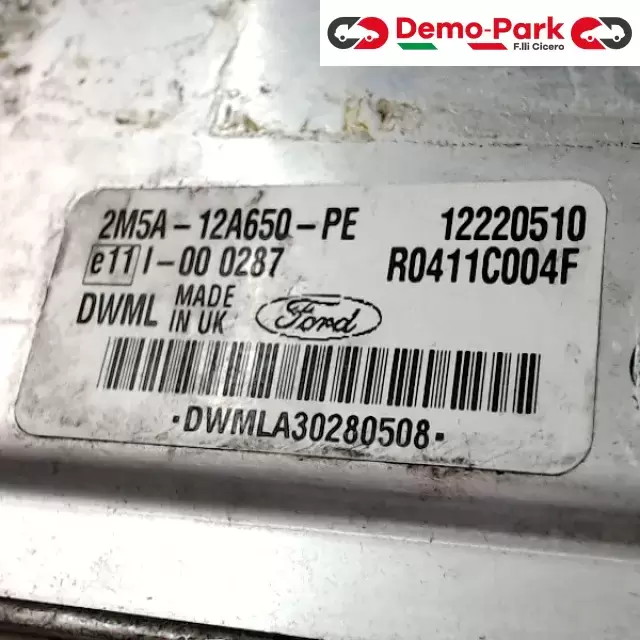 Demo-Park
F.lli Cicero
2M5A-12A650-PE 12220510
e11 I-00 0287 R0411C004F
DWML MADE IN UK Ford
·DWMLA30280508·